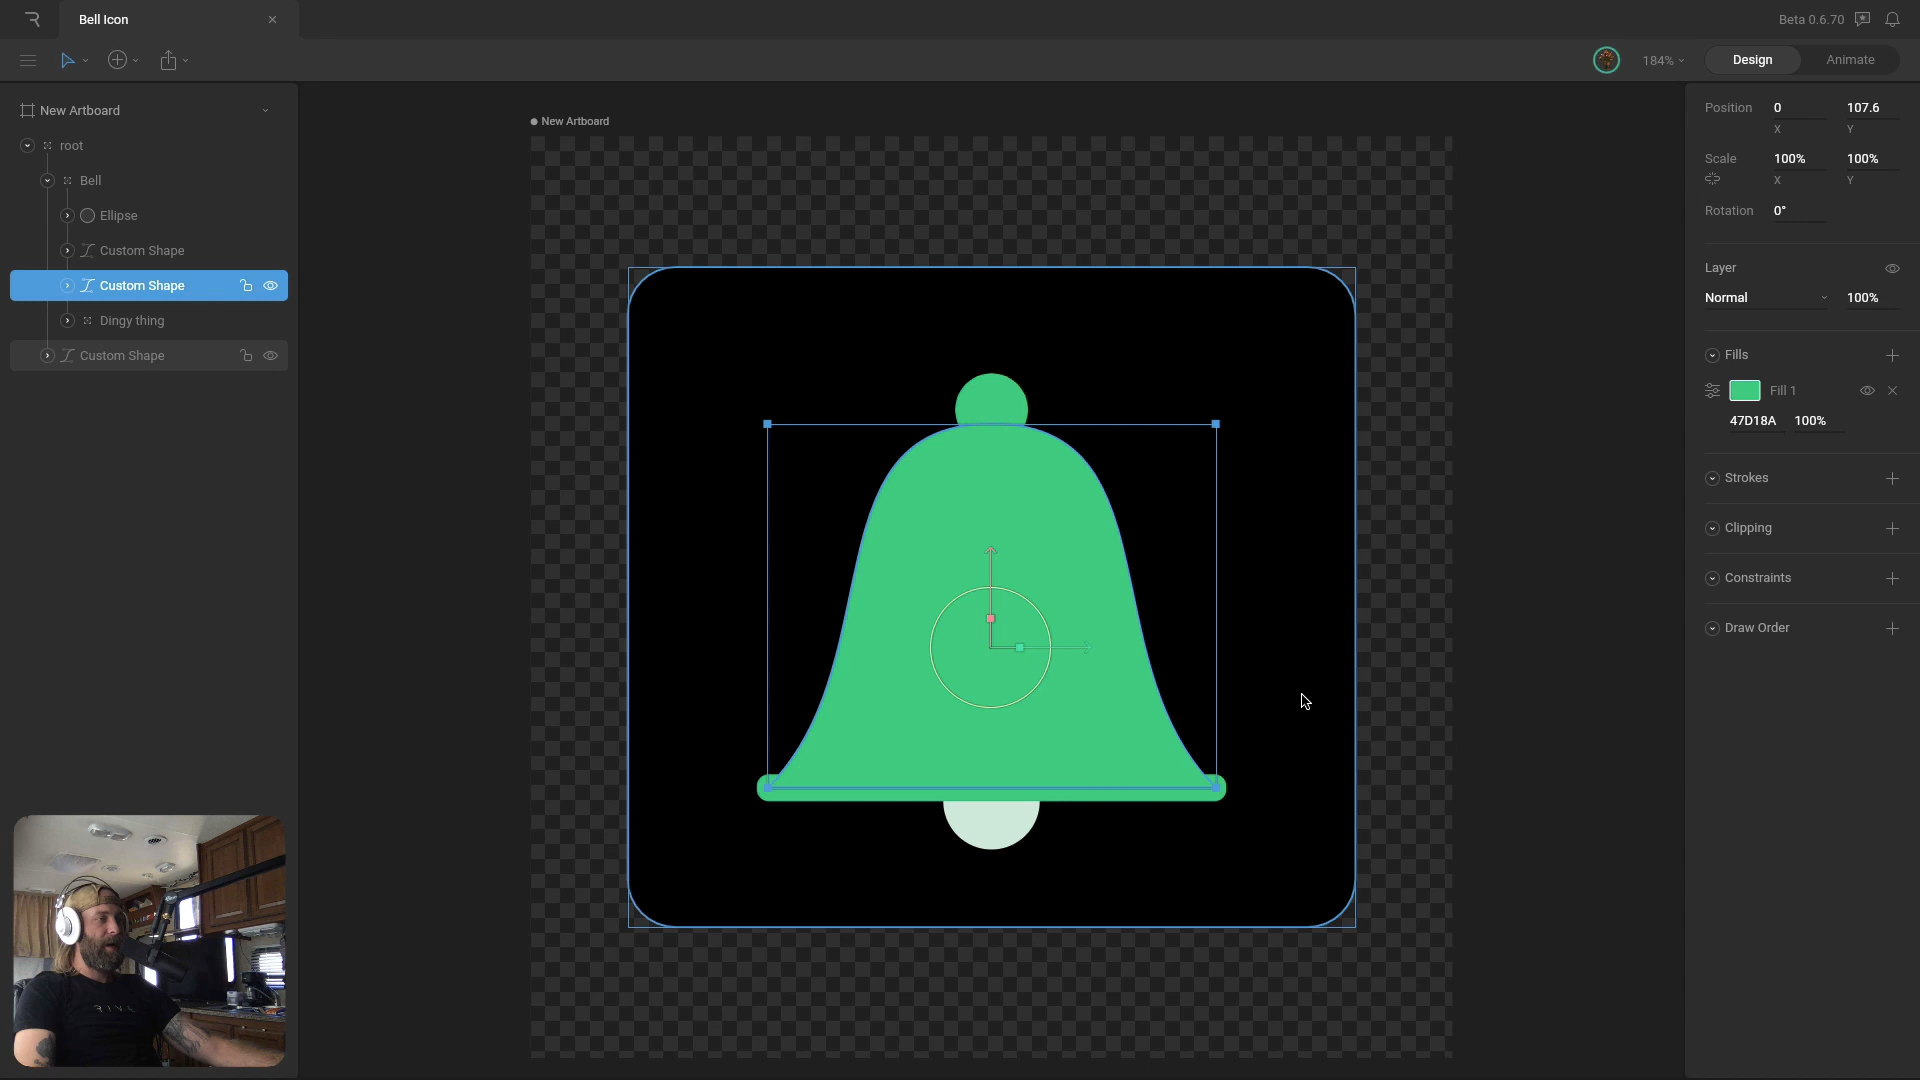 Bell Icon
Beta 0.6.70
184%
Design
Animate
New Artboard
root
Bell
Ellipse
Custom Shape
Custom Shape
Dingy thing
Custom Shape
New Artboard
Position
0
107.6
X
Y
Scale
100%
100%
X
Y
Rotation
0°
Layer
Normal
100%
Fills
Fill 1
47D18A
100%
Strokes
Clipping
Constraints
Draw Order
RIVE